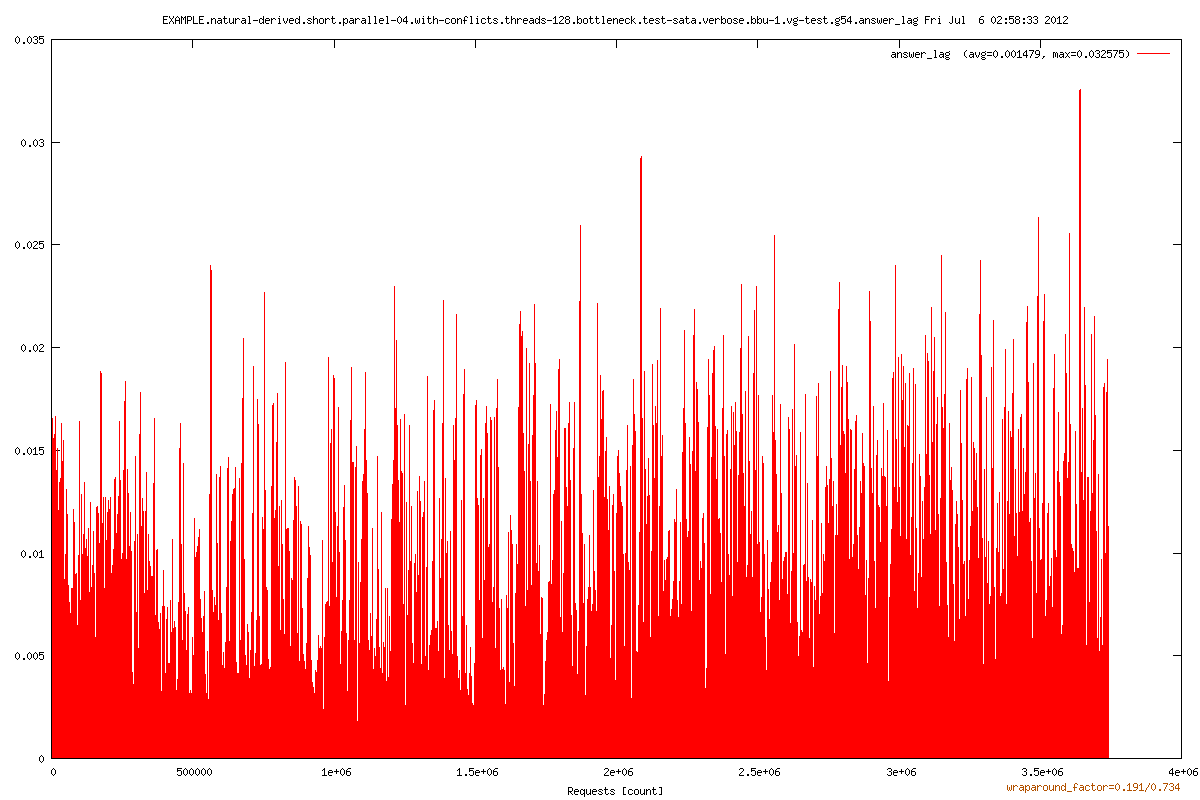 EXAMPLE.natural-derived.short.parallel-04.with-conflicts.threads-128.bottleneck.test-sata.verbose.bbu-1.vg-test.g54.answer_lag Fri Jul  6 02:58:33 2012
answer_lag  (avg=0.001479, max=0.032575)
0.035
0.03
0.025
0.02
0.015
0.01
0.005
0
0 500000 1e+06 1.5e+06 2e+06 2.5e+06 3e+06 3.5e+06 4e+06
Requests [count]
wraparound_factor=0.191/0.734